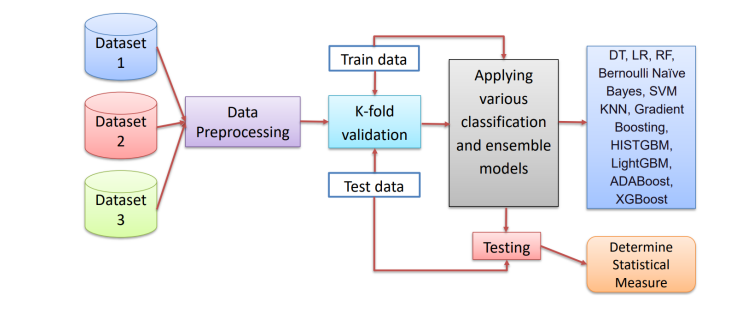 Dataset
1
Dataset
2
Dataset
3
Data
Preprocessing
Train data
K-fold
validation
Test data
Applying
various
classification
and ensemble
models
Testing
DT, LR, RF,
Bernoulli Naïve
Bayes, SVM
KNN, Gradient
Boosting,
HISTGBM,
LightGBM,
ADABoost,
XGBoost
Determine
Statistical
Measure